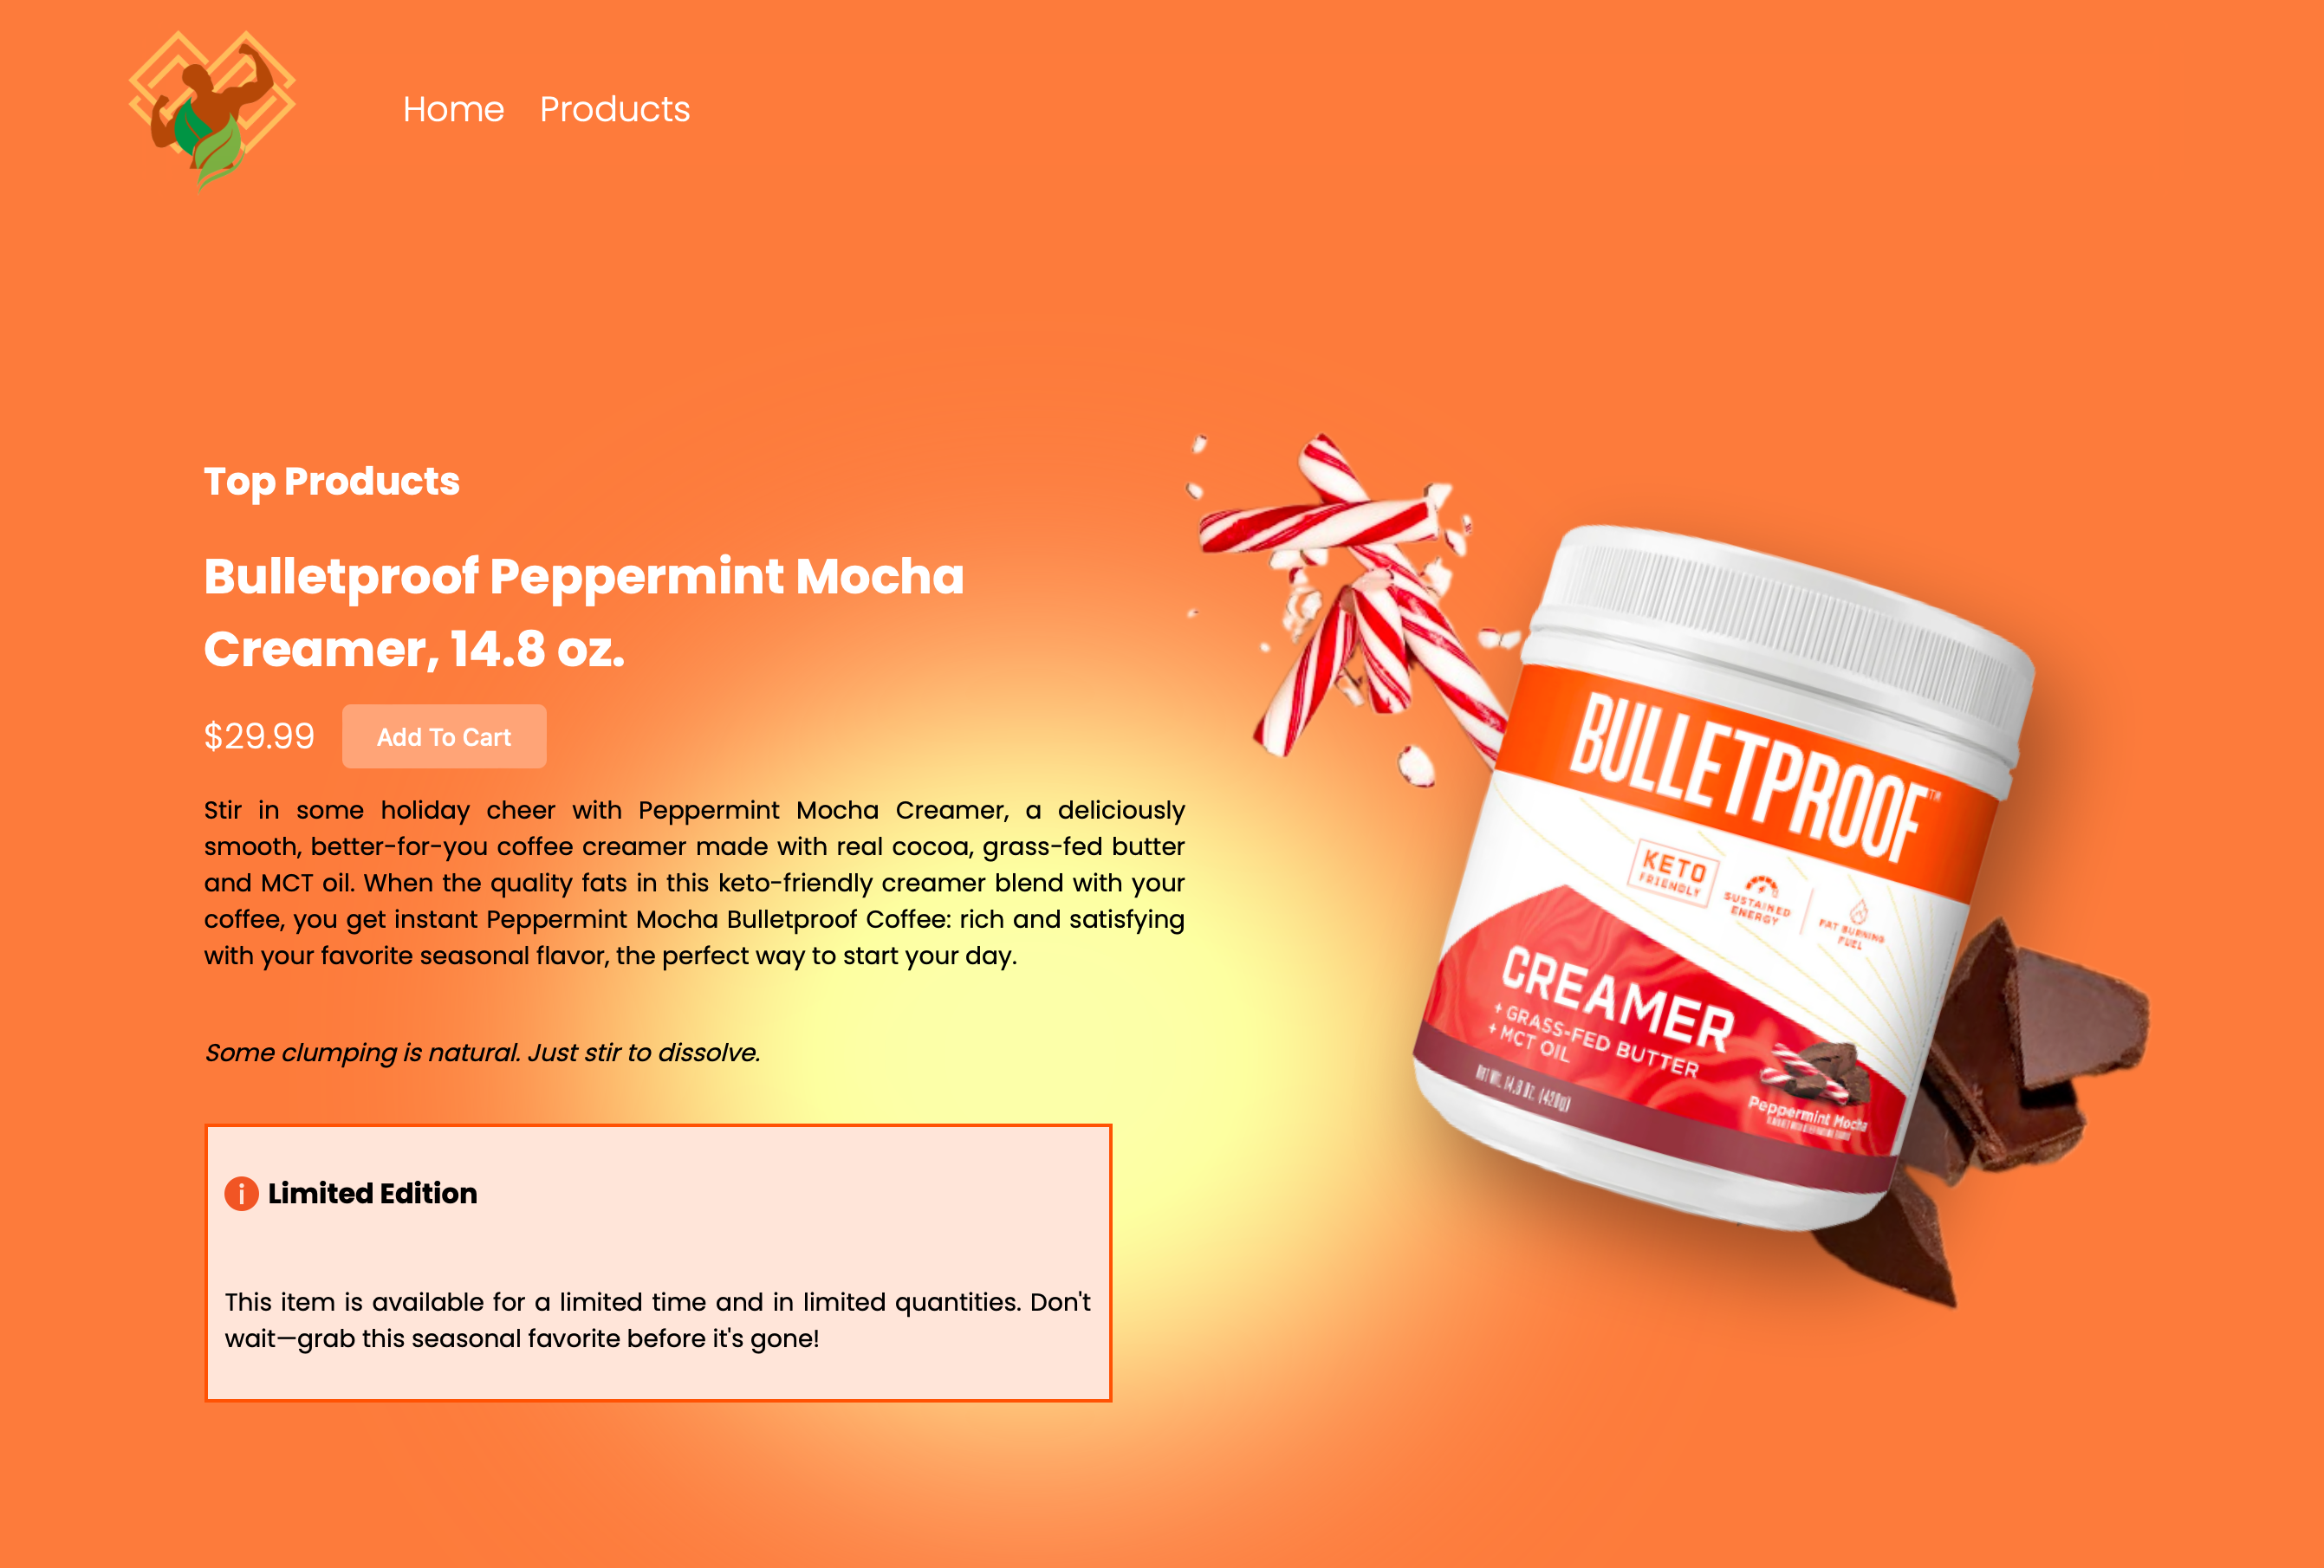 Home Products
Top Products
Bulletproof Peppermint Mocha
Creamer, 14.8 oz.
$29.99 Add To Cart
Stir in some holiday cheer with Peppermint Mocha Creamer, a deliciously
smooth, better-for-you coffee creamer made with real cocoa, grass-fed butter
and MCT oil. When the quality fats in this keto-friendly creamer blend with your
coffee, you get instant Peppermint Mocha Bulletproof Coffee: rich and satisfying
with your favorite seasonal flavor, the perfect way to start your day.
Some clumping is natural. Just stir to dissolve.
i Limited Edition
This item is available for a limited time and in limited quantities. Don't
wait—grab this seasonal favorite before it's gone!
BULLETPROOF™
KETO
FRIENDLY
SUSTAINED
ENERGY
FAT BURNING
FUEL
CREAMER
+ GRASS-FED BUTTER
+ MCT OIL
Net Wt. 14.8 Oz. (420g)
Peppermint Mocha